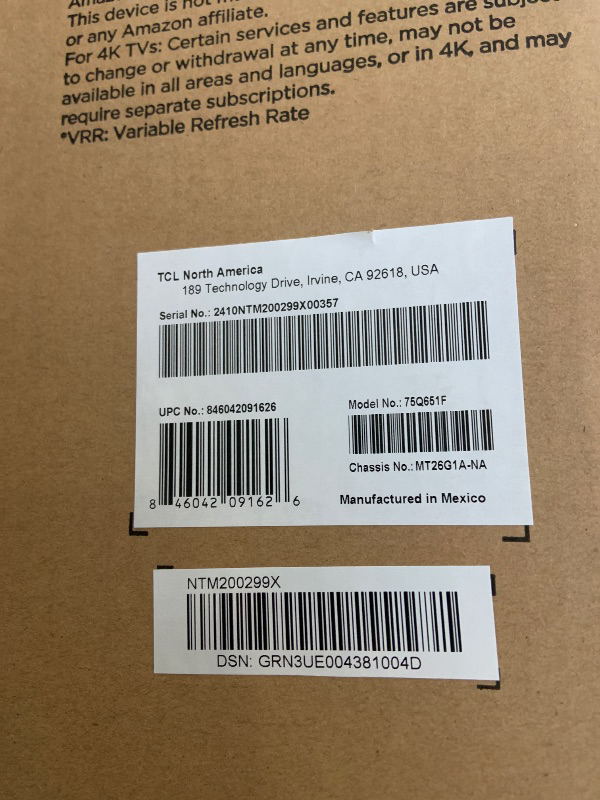 This device is not
or any Amazon affiliate.
For 4K TVs: Certain services and features are subject
to change or withdrawal at any time, may not be
available in all areas and languages, or in 4K, and may
require separate subscriptions.
*VRR: Variable Refresh Rate
TCL North America
189 Technology Drive, Irvine, CA 92618, USA
Serial No.: 2410NTM200299X00357
UPC No.: 846042091626
Model No.: 75Q651F
8 46042 09162 6
Chassis No.: MT26G1A-NA
Manufactured in Mexico
NTM200299X
DSN: GRN3UE004381004D